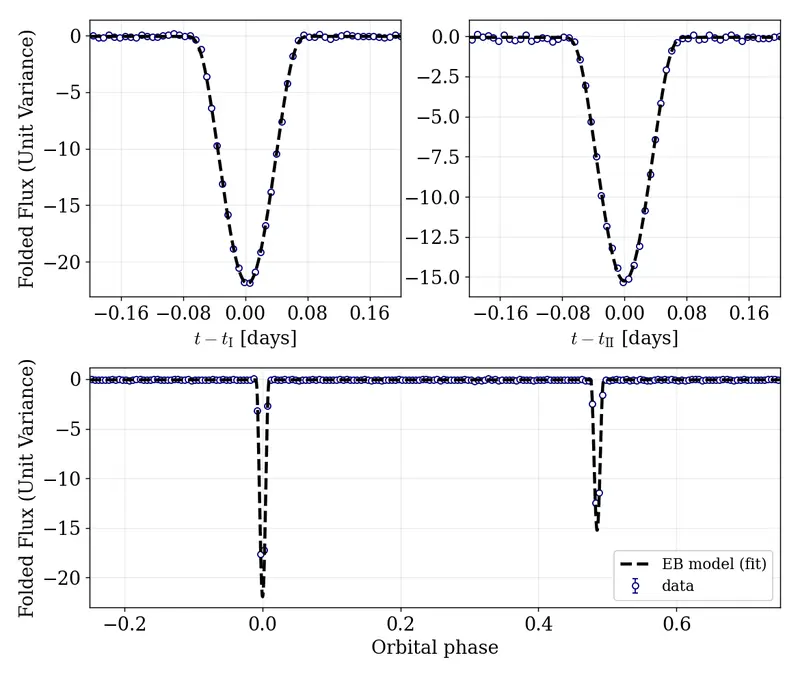 Folded Flux (Unit Variance)
0
−5
−10
−15
−20
−0.16 −0.08 0.00 0.08 0.16
t − t_I [days]
0.0
−2.5
−5.0
−7.5
−10.0
−12.5
−15.0
−0.16 −0.08 0.00 0.08 0.16
t − t_II [days]
Folded Flux (Unit Variance)
0
−5
−10
−15
−20
−0.2 0.0 0.2 0.4 0.6
Orbital phase
EB model (fit)
data